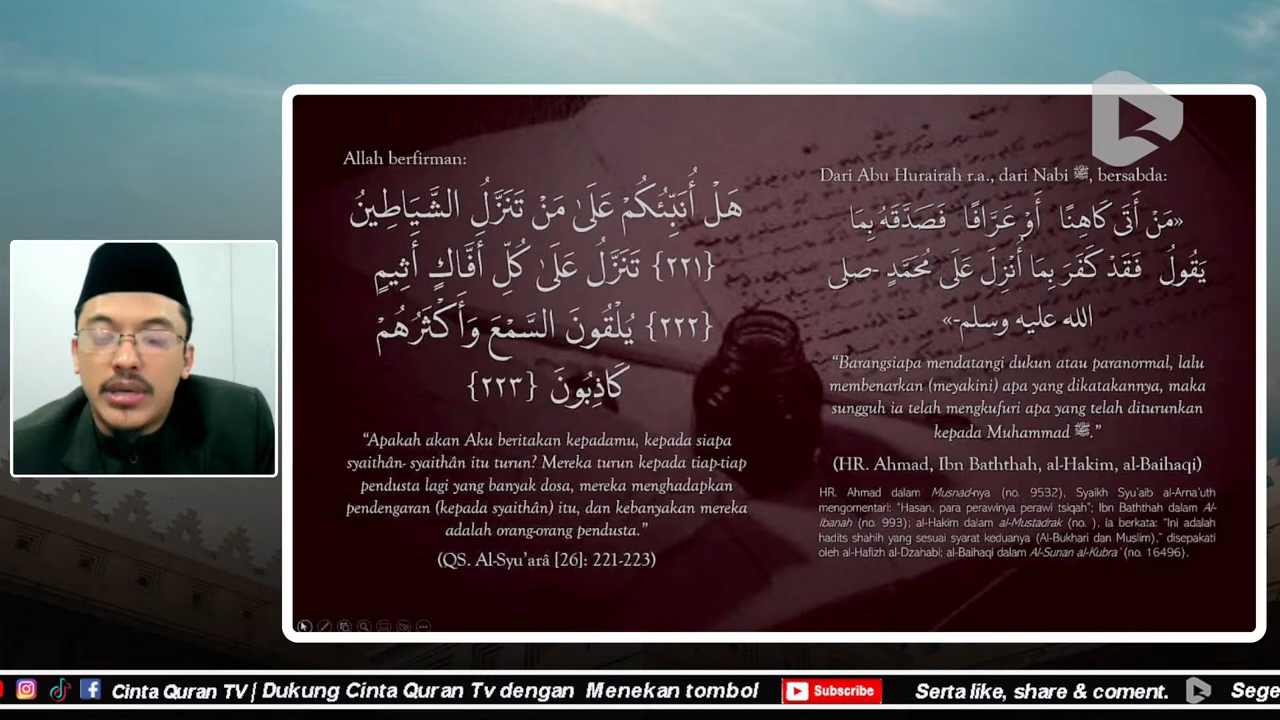 Allah berfirman:
هَلْ أُنَبِّئُكُمْ عَلَىٰ مَنْ تَنَزَّلُ الشَّيَاطِينُ
{٢٢١} تَنَزَّلُ عَلَىٰ كُلِّ أَفَّاكٍ أَثِيمٍ
{٢٢٢} يُلْقُونَ السَّمْعَ وَأَكْثَرُهُمْ
كَاذِبُونَ {٢٢٣}
“Apakah akan Aku beritakan kepadamu, kepada siapa
syaithân- syaithân itu turun? Mereka turun kepada tiap-tiap
pendusta lagi yang banyak dosa, mereka menghadapkan
pendengaran (kepada syaithân) itu, dan kebanyakan mereka
adalah orang-orang pendusta.”
(QS. Al-Syu’arâ [26]: 221-223)
Dari Abu Hurairah r.a., dari Nabi ﷺ, bersabda:
«مَنْ أَتَى كَاهِنًا أَوْ عَرَّافًا فَصَدَّقَهُ بِمَا
يَقُولُ فَقَدْ كَفَرَ بِمَا أُنْزِلَ عَلَى مُحَمَّدٍ -صلى
الله عليه وسلم-»
“Barangsiapa mendatangi dukun atau paranormal, lalu
membenarkan (meyakini) apa yang dikatakannya, maka
sungguh ia telah mengkufuri apa yang telah diturunkan
kepada Muhammad ﷺ.”
(HR. Ahmad, Ibn Baththah, al-Hakim, al-Baihaqi)
HR. Ahmad dalam Musnad-nya (no. 9532), Syaikh Syu’aib al-Arna’uth
mengomentari: “Hasan, para perawinya perawi tsiqah”; Ibn Baththah dalam Al-
Ibanah (no. 993); al-Hakim dalam al-Mustadrak (no. ), ia berkata: “Ini adalah
hadits shahih yang sesuai syarat keduanya (Al-Bukhari dan Muslim),” disepakati
oleh al-Hafizh al-Dzahabi; al-Baihaqi dalam Al-Sunan al-Kubra’ (no. 16496).
Cinta Quran TV | Dukung Cinta Quran Tv dengan Menekan tombol Subscribe Serta like, share & coment. Sege